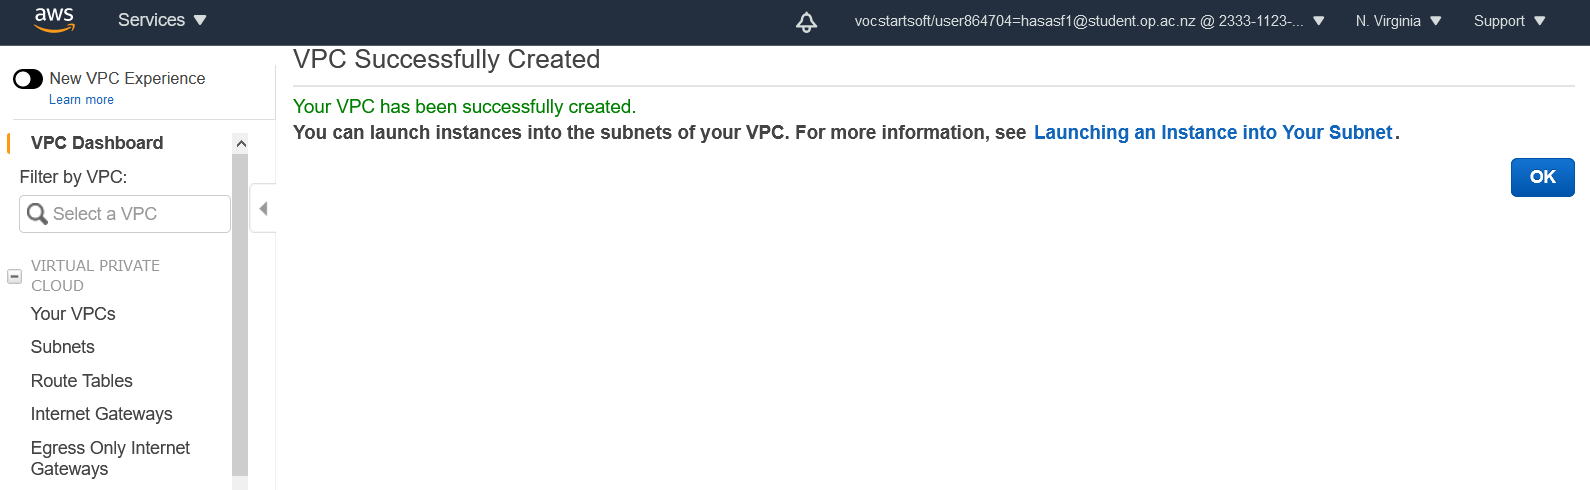 aws
Services
vocstartsoft/user864704=hasasf1@student.op.ac.nz @ 2333-1123-...
N. Virginia
Support
New VPC Experience
Learn more
VPC Dashboard
Filter by VPC:
Select a VPC
VIRTUAL PRIVATE
CLOUD
Your VPCs
Subnets
Route Tables
Internet Gateways
Egress Only Internet
Gateways
VPC Successfully Created
Your VPC has been successfully created.
You can launch instances into the subnets of your VPC. For more information, see Launching an Instance into Your Subnet.
OK